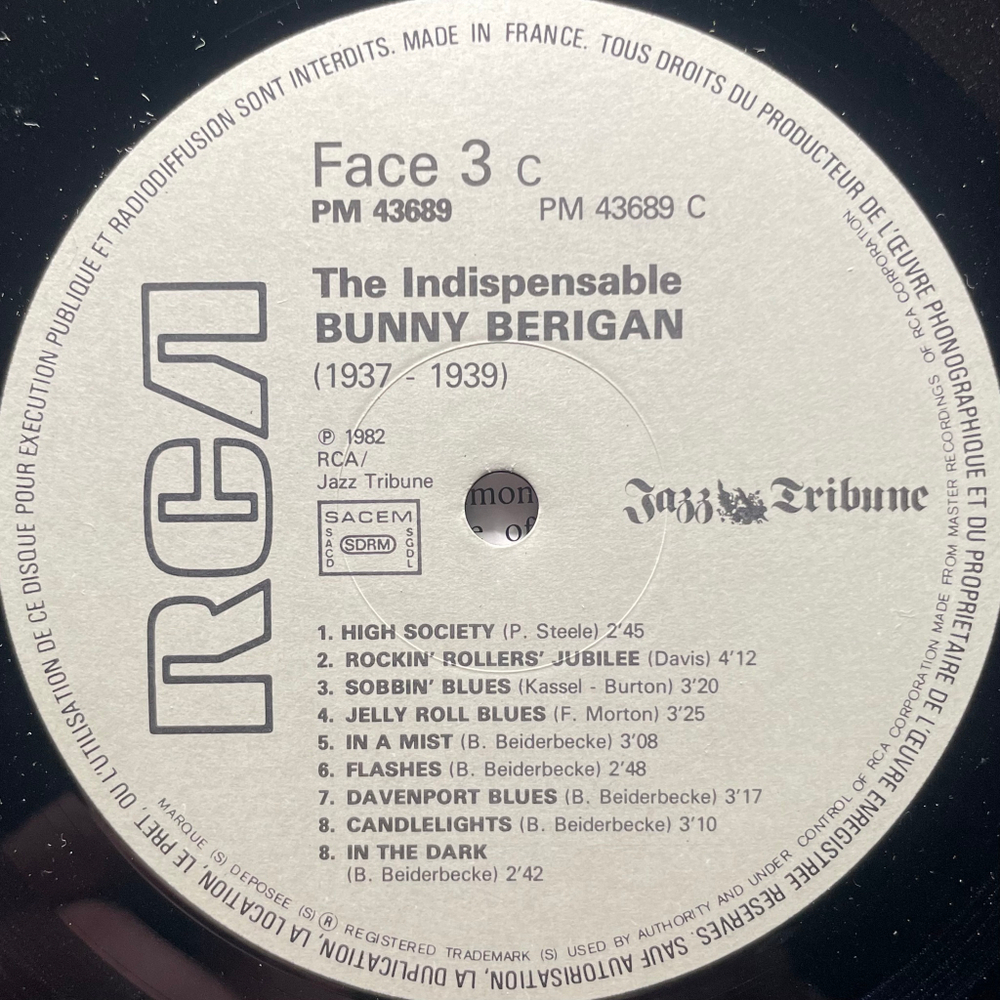 TOUS DROITS DU PRODUCTEUR DE L'ŒUVRE PHONOGRAPHIQUE ET DU PROPRIETAIRE DE L'ŒUVRE ENREGISTREE RESERVES. SAUF AUTORISATION, LA DUPLICATION, LA LOCATION, LE PRET, OU L'UTILISATION DE CE DISQUE POUR EXECUTION PUBLIQUE ET RADIODIFFUSION SONT INTERDITS. MADE IN FRANCE.
Face 3 C
PM 43689 PM 43689 C
The Indispensable
BUNNY BERIGAN
(1937 - 1939)
RCA
℗ 1982
RCA/
Jazz Tribune
SACEM
SACD
SDRM
SGDL
mon
e of
Jazz Tribune
1. HIGH SOCIETY (P. Steele) 2'45
2. ROCKIN' ROLLERS' JUBILEE (Davis) 4'12
3. SOBBIN' BLUES (Kassel - Burton) 3'20
4. JELLY ROLL BLUES (F. Morton) 3'25
5. IN A MIST (B. Beiderbecke) 3'08
6. FLASHES (B. Beiderbecke) 2'48
7. DAVENPORT BLUES (B. Beiderbecke) 3'17
8. CANDLELIGHTS (B. Beiderbecke) 3'10
8. IN THE DARK
(B. Beiderbecke) 2'42
MARQUE (S) DEPOSEE (S) ® REGISTERED TRADEMARK (S) USED BY AUTHORITY AND UNDER CONTROL OF RCA CORPORATION MADE FROM MASTER RECORDINGS OF RCA CORPORATION